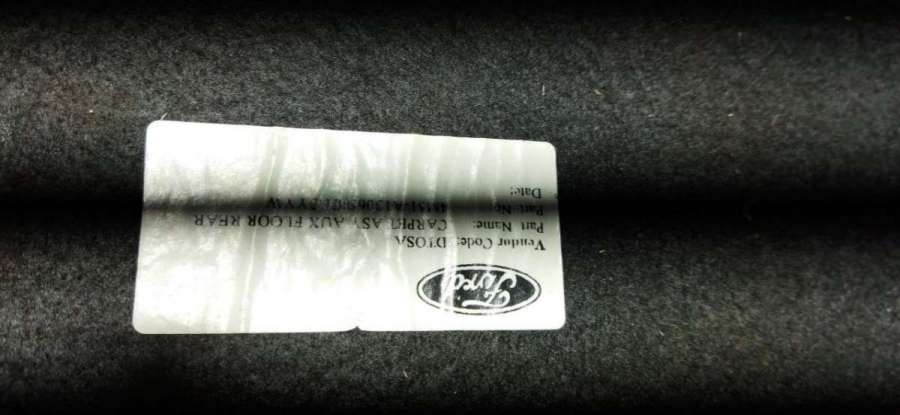 Ford
Vendor Code: DTOSA
Part Name: CARPET ASY AUX FLOOR REAR
Part No:
Date: